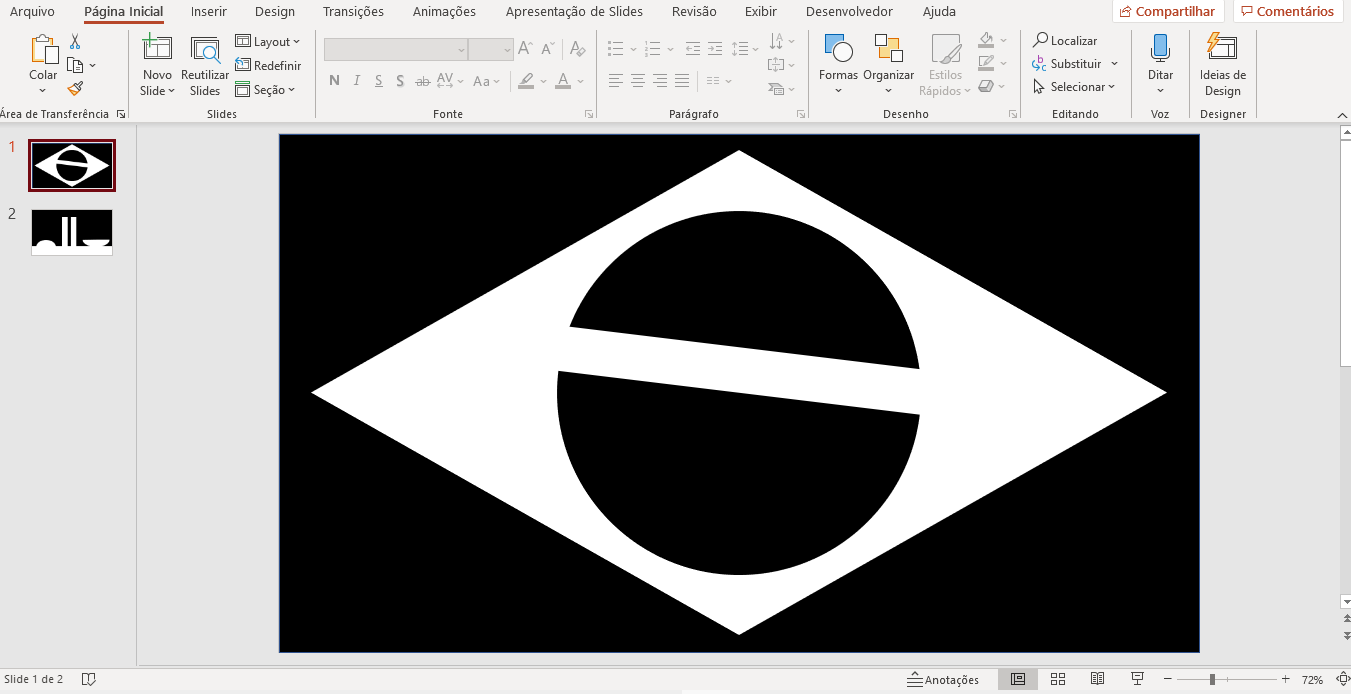 Arquivo Página Inicial Inserir Design Transições Animações Apresentação de Slides Revisão Exibir Desenvolvedor Ajuda Compartilhar Comentários
Colar
Novo Slide
Reutilizar Slides
Layout
Redefinir
Seção
N I S S ab AV Aa A
A A A
Formas
Organizar
Estilos Rápidos
Localizar
Substituir
Selecionar
Ditar
Ideias de Design
Área de Transferência Slides Fonte Parágrafo Desenho Editando Voz Designer
1
2
Slide 1 de 2 Anotações 72%